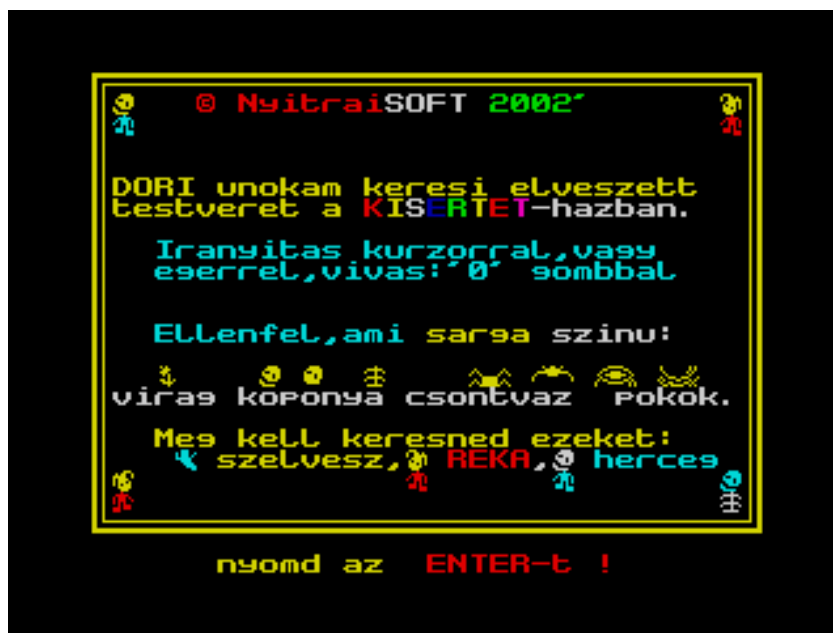 © NyitraiSOFT 2002´
DORI unokam keresi elveszett
testveret a KISERTET-hazban.
Iranyitas kurzorral,vagy
egerrel,vivas:´0´ gombbal
Ellenfel,ami sarga szinu:
virag koponya csontvaz pokok.
Meg kell keresned ezeket:
szelvesz, REKA, herceg
nyomd az ENTER-t !